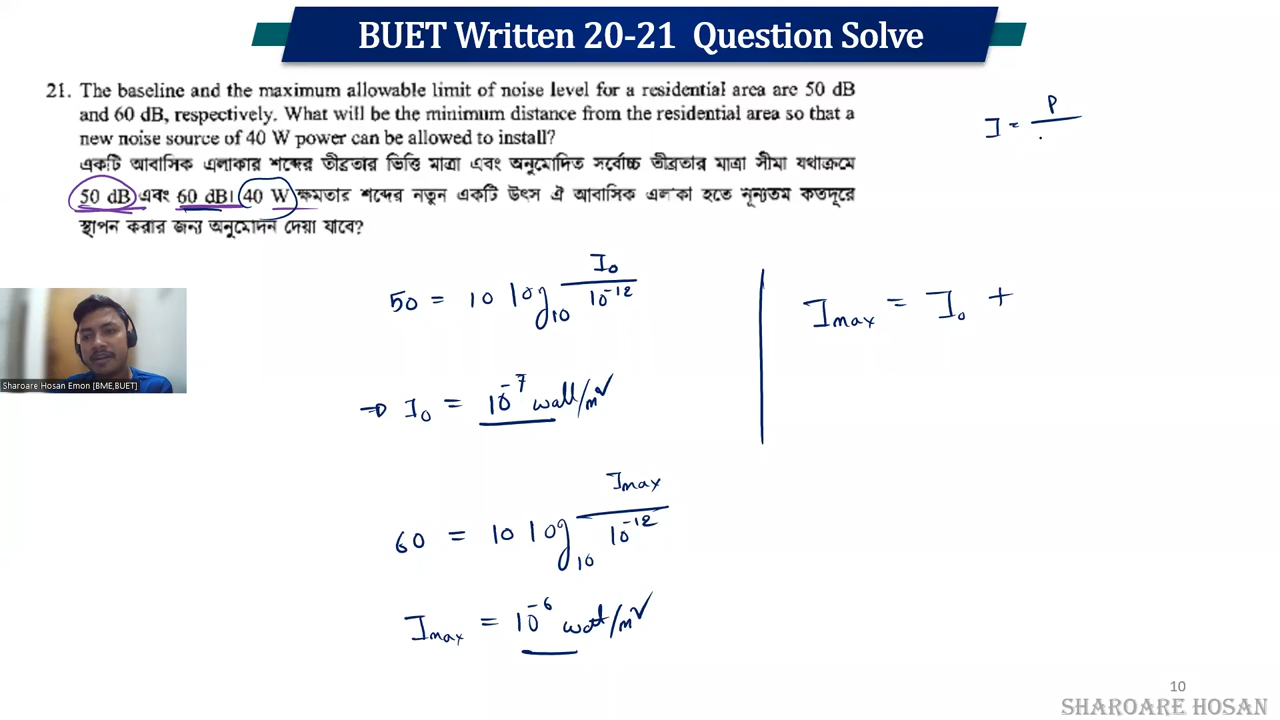 BUET Written 20-21 Question Solve
21. The baseline and the maximum allowable limit of noise level for a residential area are 50 dB
and 60 dB, respectively. What will be the minimum distance from the residential area so that a
new noise source of 40 W power can be allowed to install?
একটি আবাসিক এলাকার শব্দের তীব্রতার ভিত্তি মাত্রা এবং অনুমোদিত সর্বোচ্চ তীব্রতার মাত্রা সীমা যথাক্রমে
50 dB এবং 60 dB। 40 W ক্ষমতার শব্দের নতুন একটি উৎস ঐ আবাসিক এলাকা হতে নূন্যতম কতদূরে
স্থাপন করার জন্য অনুমোদন দেয়া যাবে?
I = P/
50 = 10 log₁₀ I₀/10⁻¹²
⇒ I₀ = 10⁻⁷ watt/m²
60 = 10 log₁₀ Imax/10⁻¹²
Imax = 10⁻⁶ watt/m²
Imax = I₀ +
Sharoare Hosan Emon [BME,BUET]
10
SHAROARE HOSAN